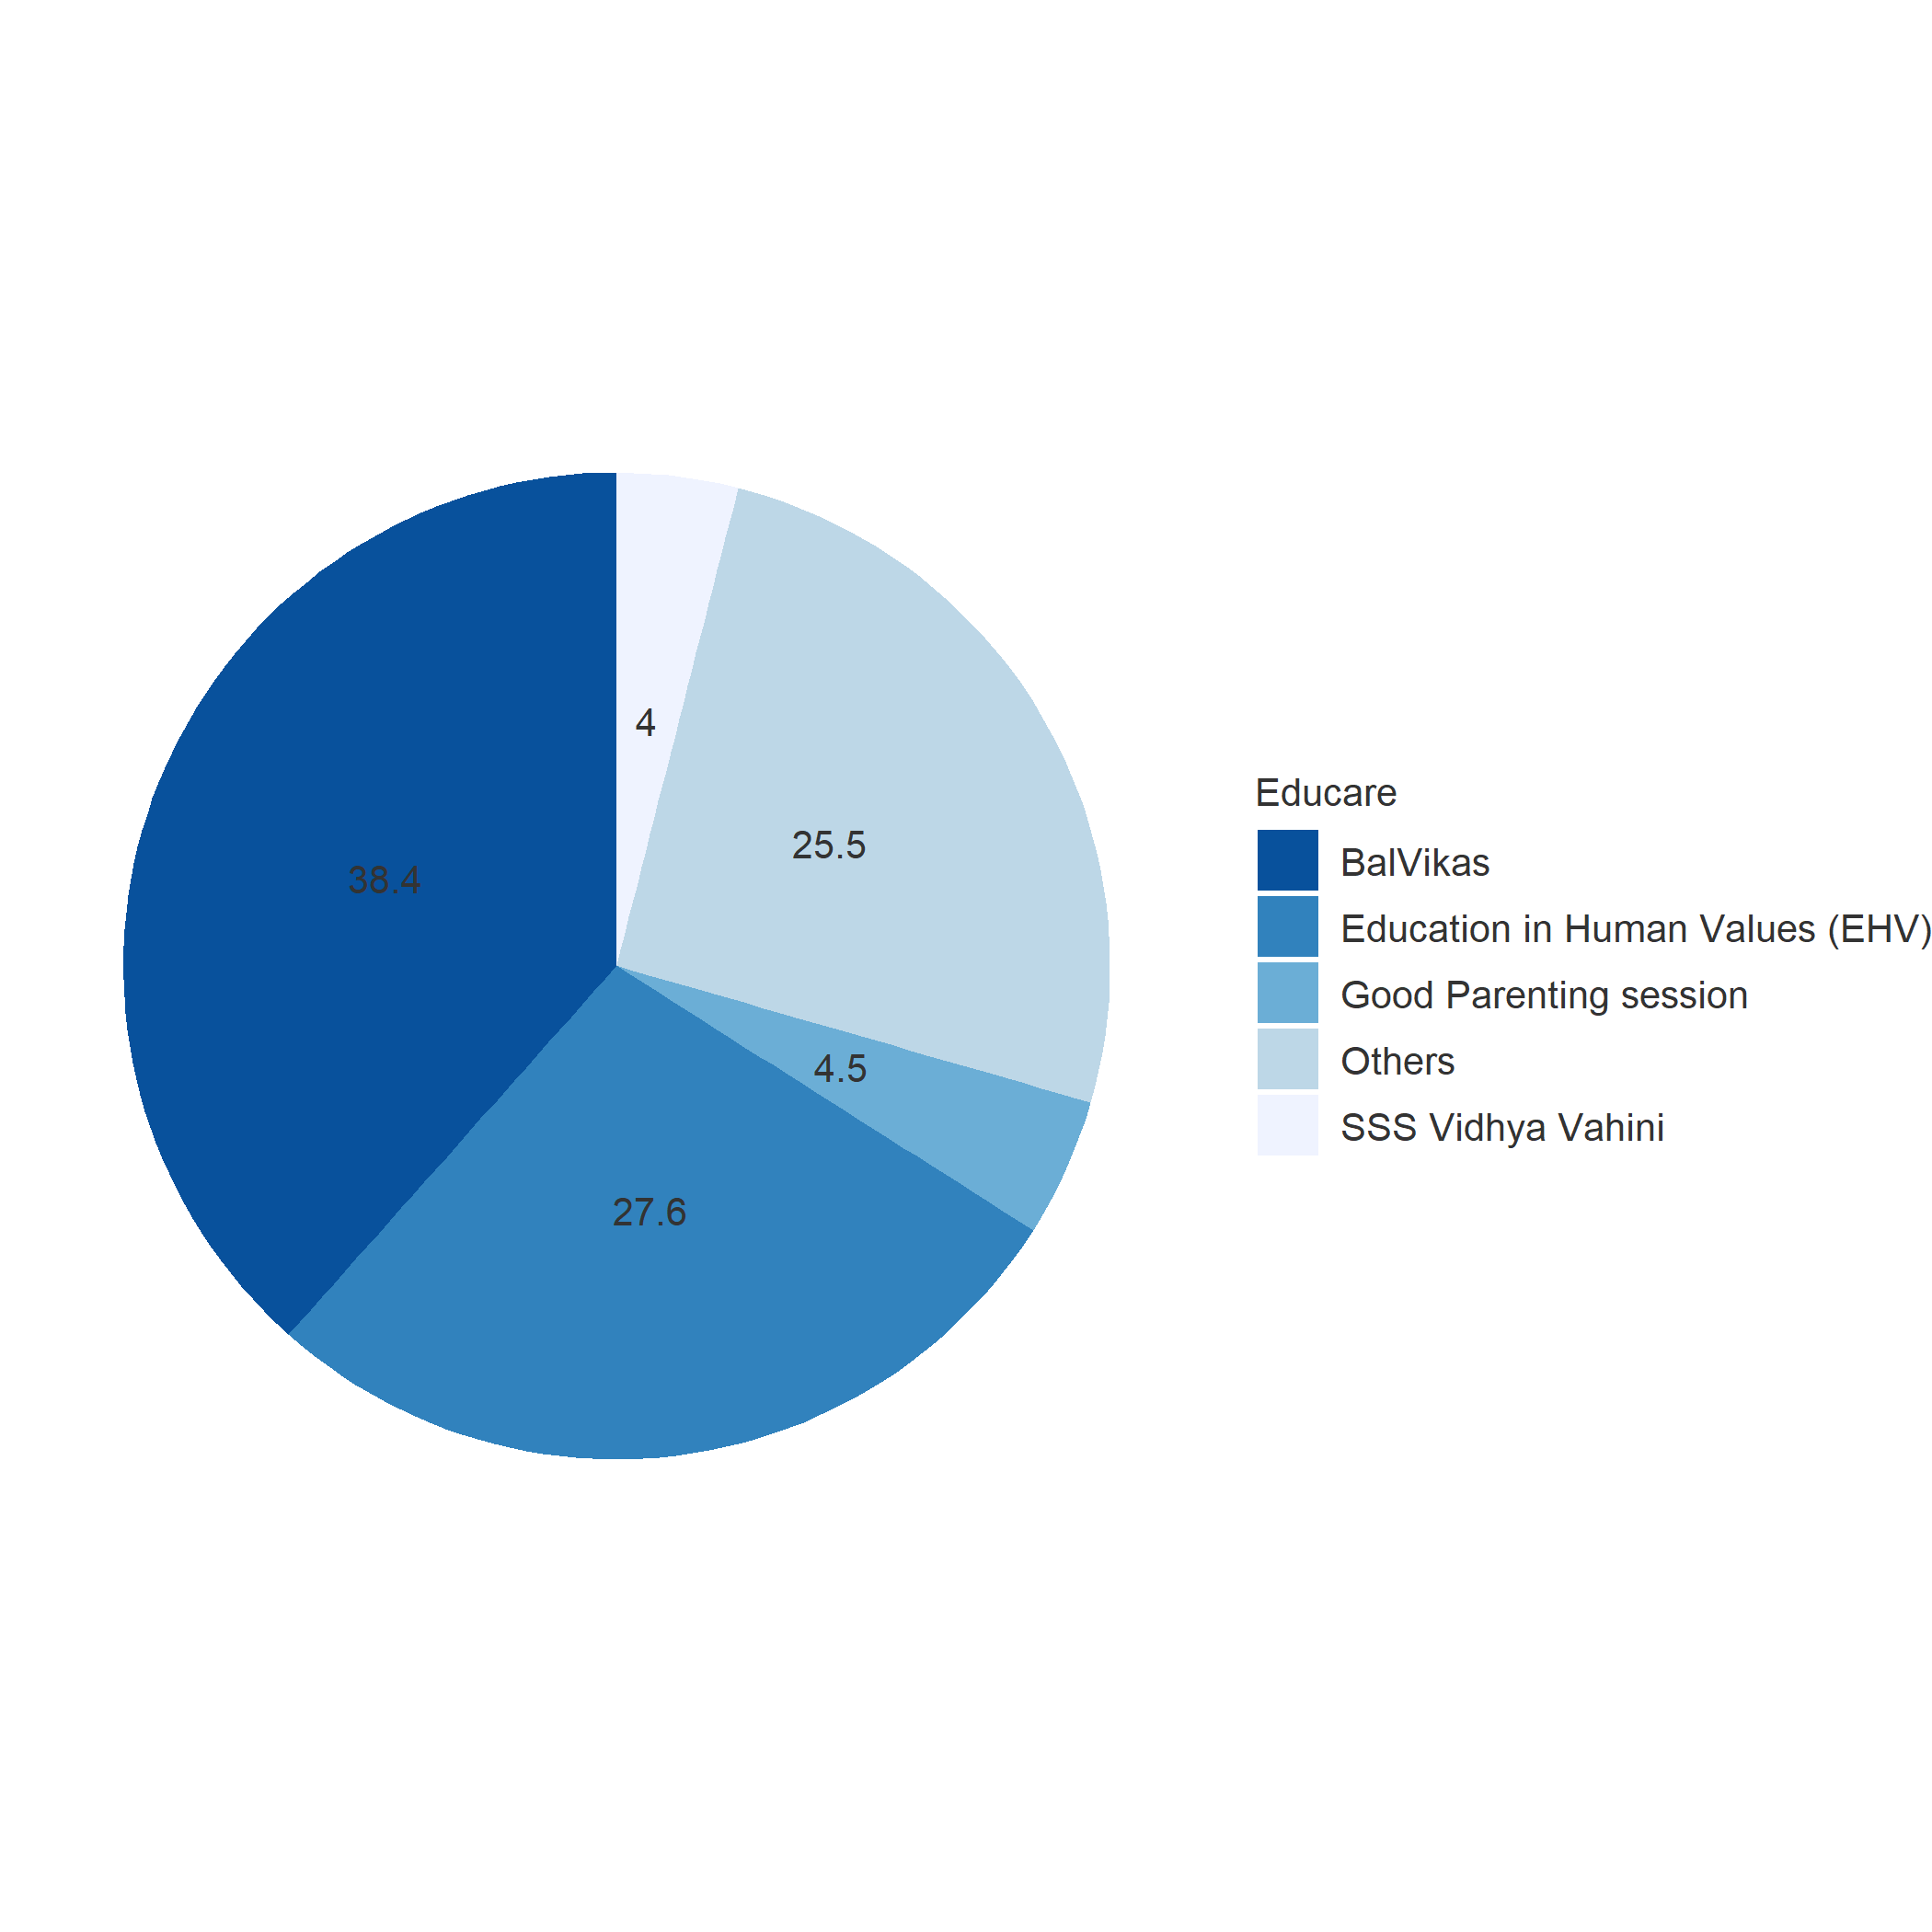 4
25.5
38.4
4.5
27.6
Educare
BalVikas
Education in Human Values (EHV)
Good Parenting session
Others
SSS Vidhya Vahini